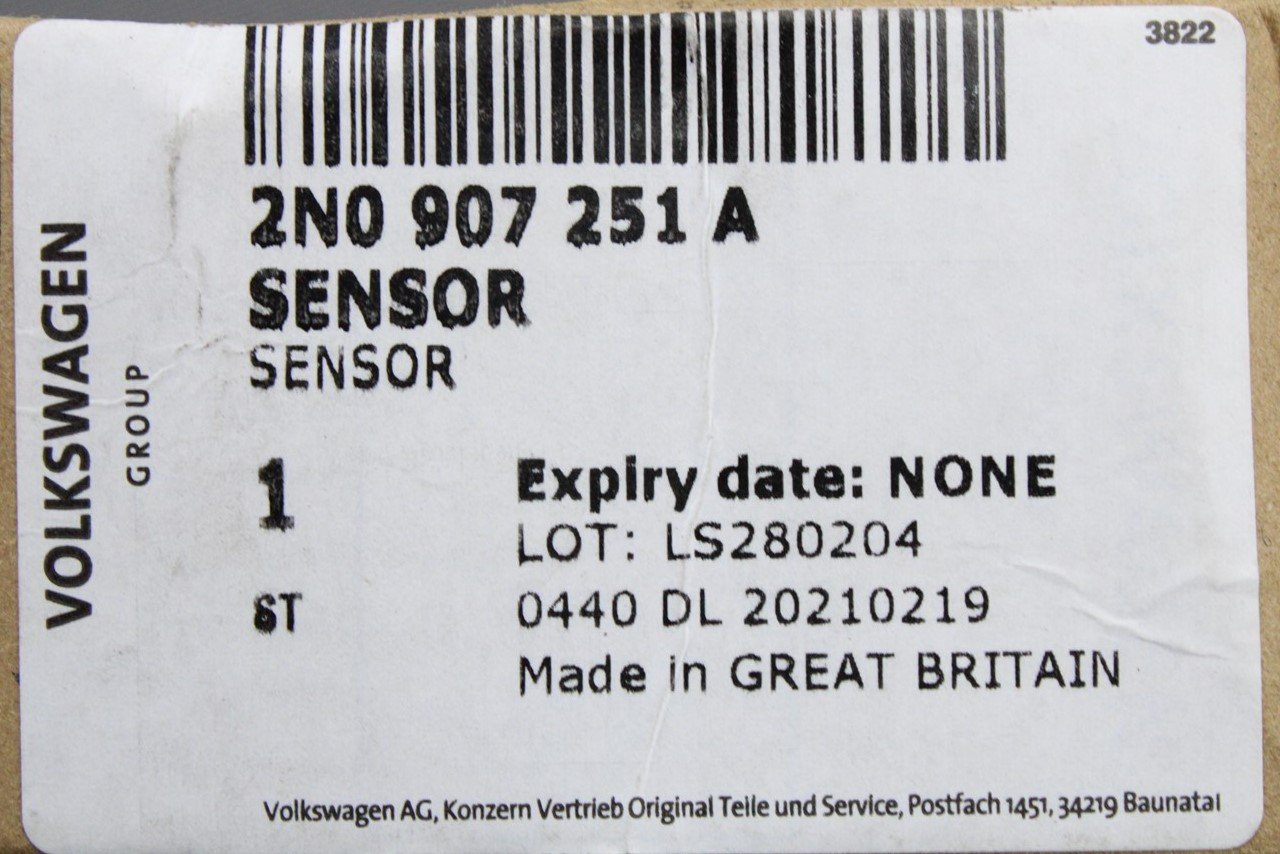 3822
VOLKSWAGEN
GROUP
2N0 907 251 A
SENSOR
SENSOR
1
Expiry date: NONE
LOT: LS280204
ST
0440 DL 20210219
Made in GREAT BRITAIN
Volkswagen AG, Konzern Vertrieb Original Teile und Service, Postfach 1451, 34219 Baunatal